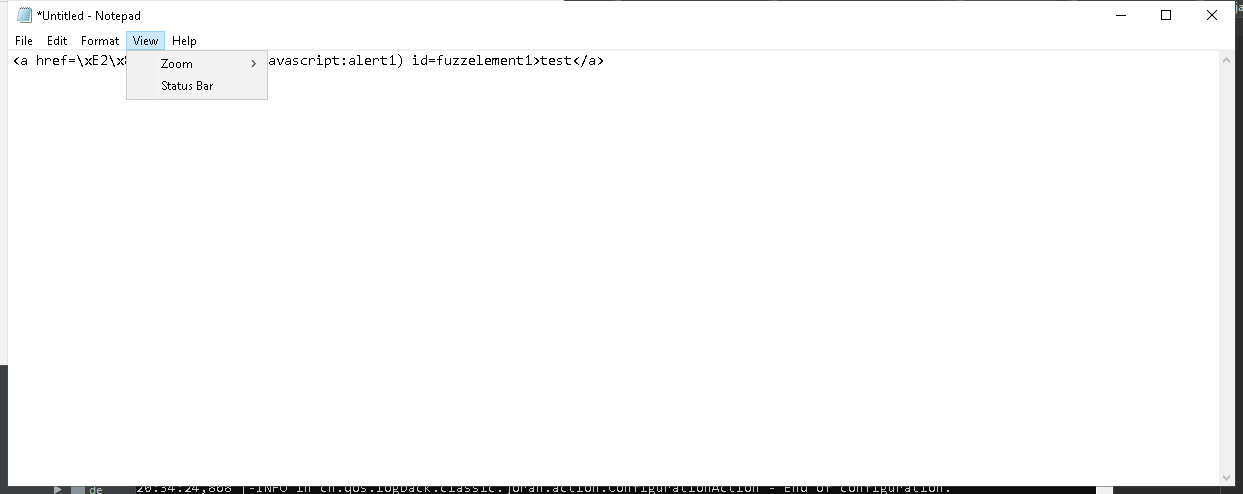 *Untitled - Notepad
File Edit Format View Help
<a href=\xE2\x avascript:alert1) id=fuzzelement1>test</a>
Zoom
Status Bar
de 20:34:24,868 |-INFO in ch.qos.logback.classic.joran.action.ConfigurationAction - End of configuration.